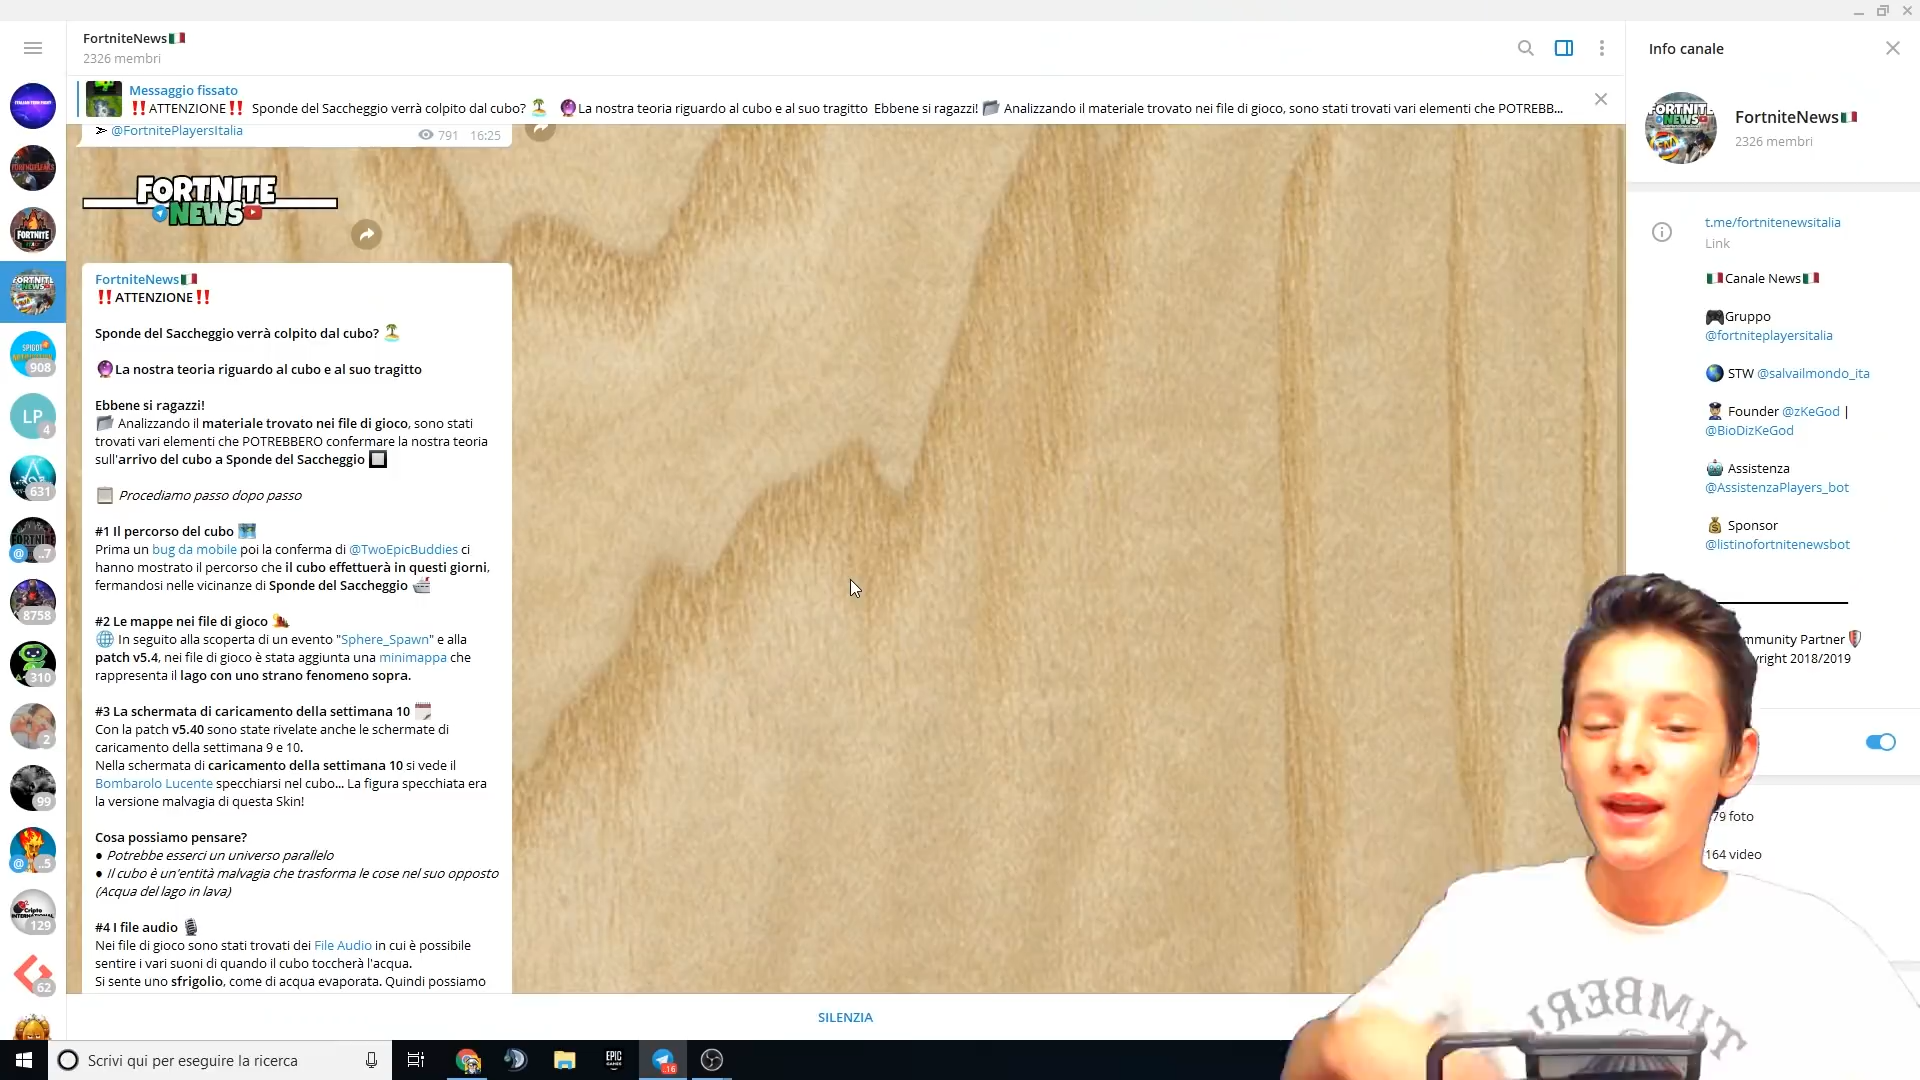 FortniteNews🇮🇹
2326 membri
Messaggio fissato
‼️ATTENZIONE‼️ Sponde del Saccheggio verrà colpito dal cubo? 🏝 🔮La nostra teoria riguardo al cubo e al suo tragitto Ebbene si ragazzi! 📂 Analizzando il materiale trovato nei file di gioco, sono stati trovati vari elementi che POTREBB...
➣ @FortnitePlayersItalia
791 16:25
FORTNITE
NEWS
FortniteNews🇮🇹
‼️ATTENZIONE‼️
Sponde del Saccheggio verrà colpito dal cubo? 🏝
🔮La nostra teoria riguardo al cubo e al suo tragitto
Ebbene si ragazzi!
📂 Analizzando il materiale trovato nei file di gioco, sono stati
trovati vari elementi che POTREBBERO confermare la nostra teoria
sull'arrivo del cubo a Sponde del Saccheggio 🔲
📋 Procediamo passo dopo passo
#1 Il percorso del cubo 🗺
Prima un bug da mobile poi la conferma di @TwoEpicBuddies ci
hanno mostrato il percorso che il cubo effettuerà in questi giorni,
fermandosi nelle vicinanze di Sponde del Saccheggio 🛥
#2 Le mappe nei file di gioco
🌐 In seguito alla scoperta di un evento "Sphere_Spawn" e alla
patch v5.4, nei file di gioco è stata aggiunta una minimappa che
rappresenta il lago con uno strano fenomeno sopra.
#3 La schermata di caricamento della settimana 10 🗓
Con la patch v5.40 sono state rivelate anche le schermate di
caricamento della settimana 9 e 10.
Nella schermata di caricamento della settimana 10 si vede il
Bombarolo Lucente specchiarsi nel cubo... La figura specchiata era
la versione malvagia di questa Skin!
Cosa possiamo pensare?
● Potrebbe esserci un universo parallelo
● Il cubo è un'entità malvagia che trasforma le cose nel suo opposto
(Acqua del lago in lava)
#4 I file audio 🎙
Nei file di gioco sono stati trovati dei File Audio in cui è possibile
sentire i vari suoni di quando il cubo toccherà l'acqua.
Si sente uno sfrigolio, come di acqua evaporata. Quindi possiamo
SILENZIA
Info canale
FortniteNews🇮🇹
2326 membri
t.me/fortnitenewsitalia
Link
🇮🇹Canale News🇮🇹
🎮Gruppo
@fortniteplayersitalia
🌎 STW @salvailmondo_ita
👮 Founder @zKeGod |
@BioDizKeGod
🤖 Assistenza
@AssistenzaPlayers_bot
💰 Sponsor
@listinofortnitenewsbot
mmunity Partner 🛡
yright 2018/2019
79 foto
164 video
908
LP
4
631
@ ..7
8758
310
2
99
@ ..5
129
62
Scrivi qui per eseguire la ricerca
EPIC
GAMES
..16
TIMBER!